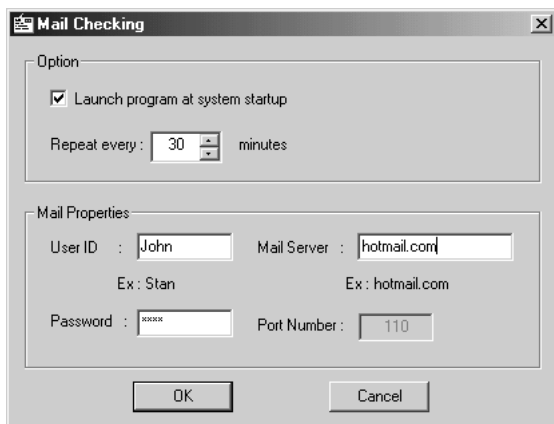 Mail Checking
Option
Launch program at system startup
Repeat every : 30 minutes
Mail Properties
User ID : John Mail Server : hotmail.com
Ex : Stan Ex : hotmail.com
Password : **** Port Number : 110
OK Cancel